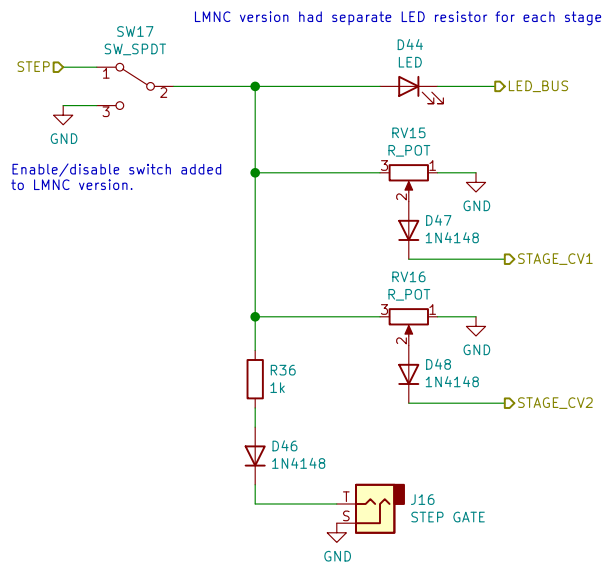 LMNC version had separate LED resistor for each stage
SW17
SW_SPDT
STEP
1
2
3
GND
D44
LED
LED_BUS
Enable/disable switch added
to LMNC version.
RV15
R_POT
3
1
2
GND
D47
1N4148
STAGE_CV1
RV16
R_POT
3
1
2
GND
D48
1N4148
STAGE_CV2
R36
1k
D46
1N4148
T
S
J16
STEP GATE
GND